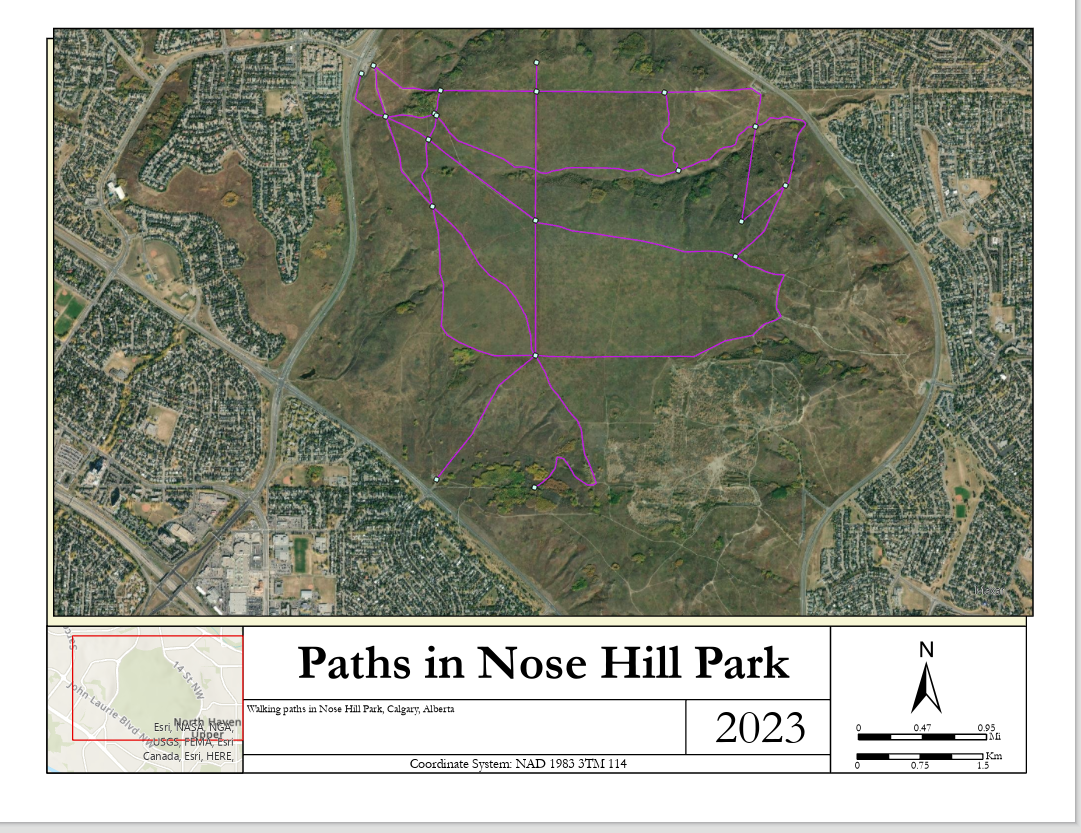 Maxar
Paths in Nose Hill Park
Walking paths in Nose Hill Park, Calgary, Alberta
2023
Coordinate System: NAD 1983 3TM 114
14 St NW
John Laurie Blvd NW
North Haven
Upper
Esri, NASA, NGA,
USGS, FEMA, Esri
Canada, Esri, HERE,
N
0 0.47 0.95
Mi
Km
0 0.75 1.5